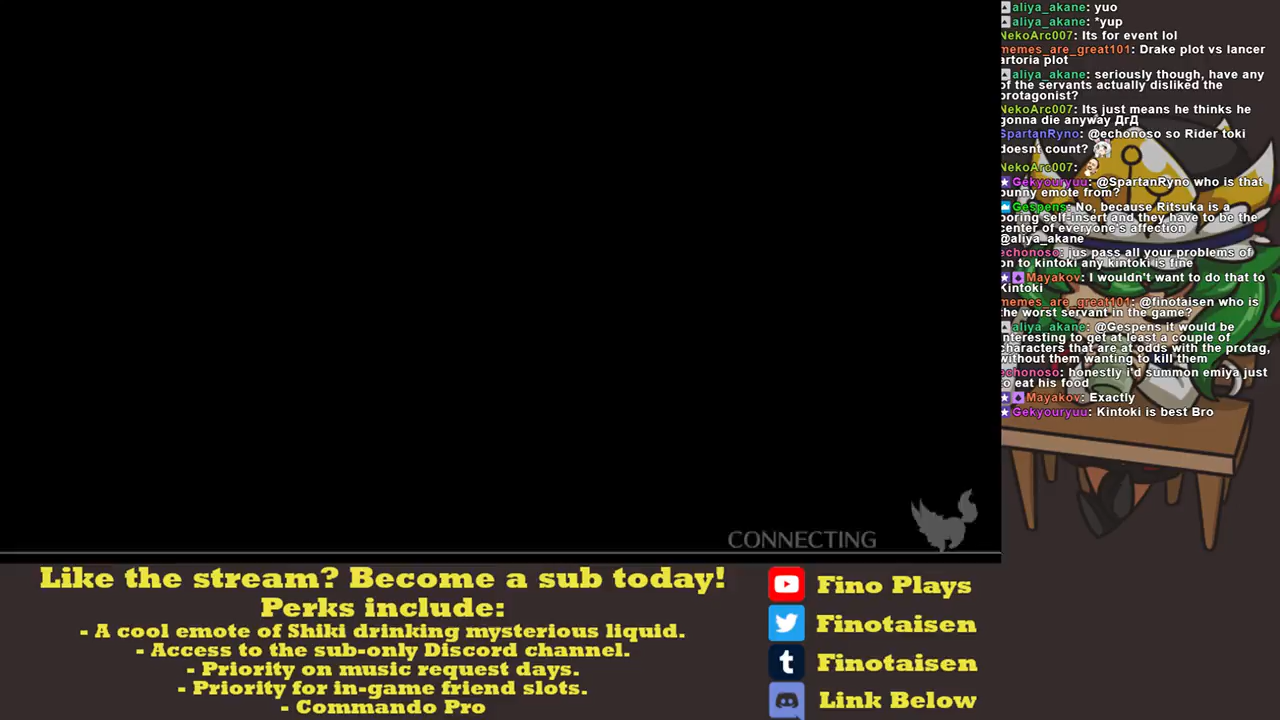 aliya_akane: yuo
aliya_akane: *yup
NekoArc007: Its for event lol
memes_are_great101: Drake plot vs lancer
artoria plot
aliya_akane: seriously though, have any
of the servants actually disliked the
protagonist?
NekoArc007: Its just means he thinks he
gonna die anyway ДгД
SpartanRyno: @echonoso so Rider toki
doesnt count?
NekoArc007:
Gekyouryuu: @SpartanRyno who is that
bunny emote from?
Gespens: No, because Ritsuka is a
boring self-insert and they have to be the
center of everyone's affection
@aliya_akane
echonoso: jus pass all your problems of
on to kintoki any kintoki is fine
Mayakov: I wouldn't want to do that to
Kintoki
memes_are_great101: @finotaisen who is
the worst servant in the game?
aliya_akane: @Gespens it would be
interesting to get at least a couple of
characters that are at odds with the protag,
without them wanting to kill them
echonoso: honestly i'd summon emiya just
to eat his food
Mayakov: Exactly
Gekyouryuu: Kintoki is best Bro
CONNECTING
Like the stream? Become a sub today!
Perks include:
- A cool emote of Shiki drinking mysterious liquid.
- Access to the sub-only Discord channel.
- Priority on music request days.
- Priority for in-game friend slots.
- Commando Pro
Fino Plays
Finotaisen
Finotaisen
Link Below